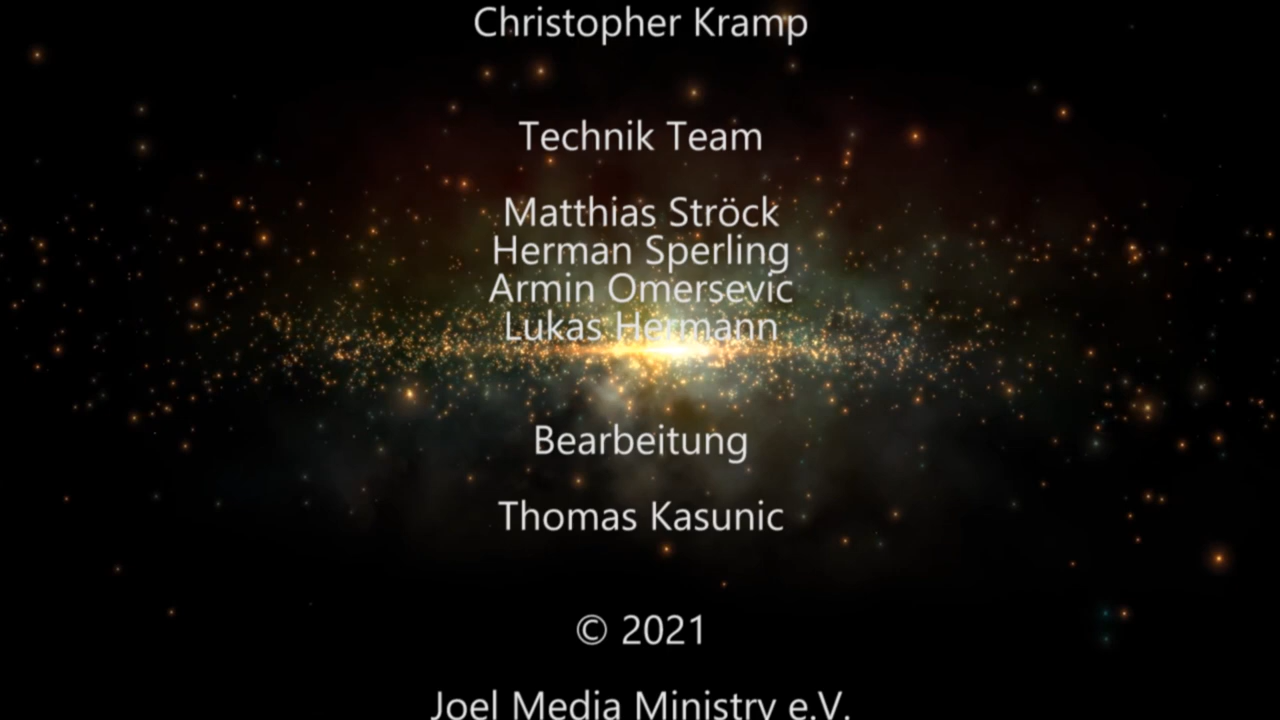 Christopher Kramp
Technik Team
Matthias Ströck
Herman Sperling
Armin Omersevic
Lukas Hermann
Bearbeitung
Thomas Kasunic
© 2021
Joel Media Ministry e.V.